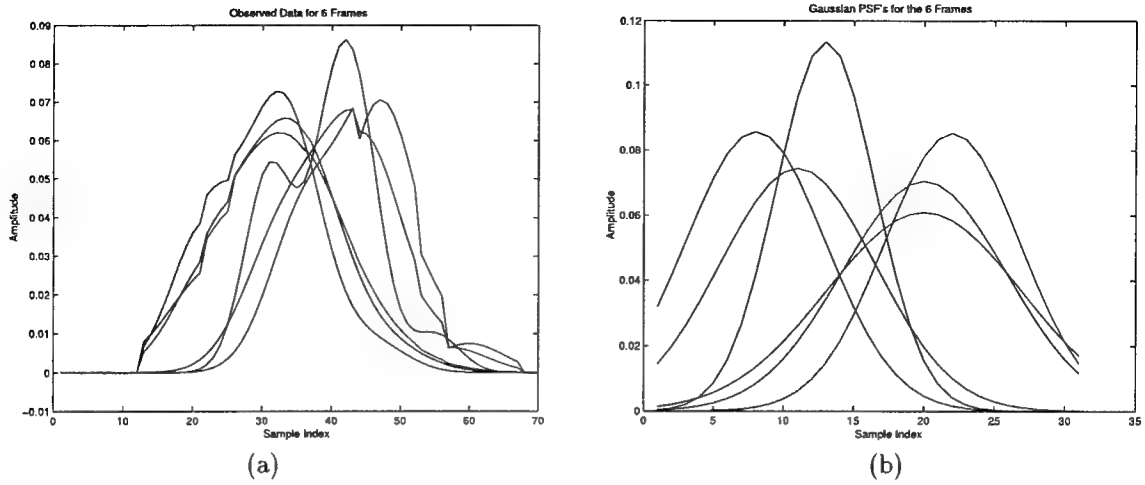 Observed Data for 6 Frames
0.09
0.08
0.07
0.06
0.05
0.04
0.03
0.02
0.01
0
−0.01
Amplitude
0 10 20 30 40 50 60 70
Sample Index
(a)
Gaussian PSF's for the 6 Frames
0.12
0.1
0.08
0.06
0.04
0.02
0
Amplitude
0 5 10 15 20 25 30 35
Sample Index
(b)